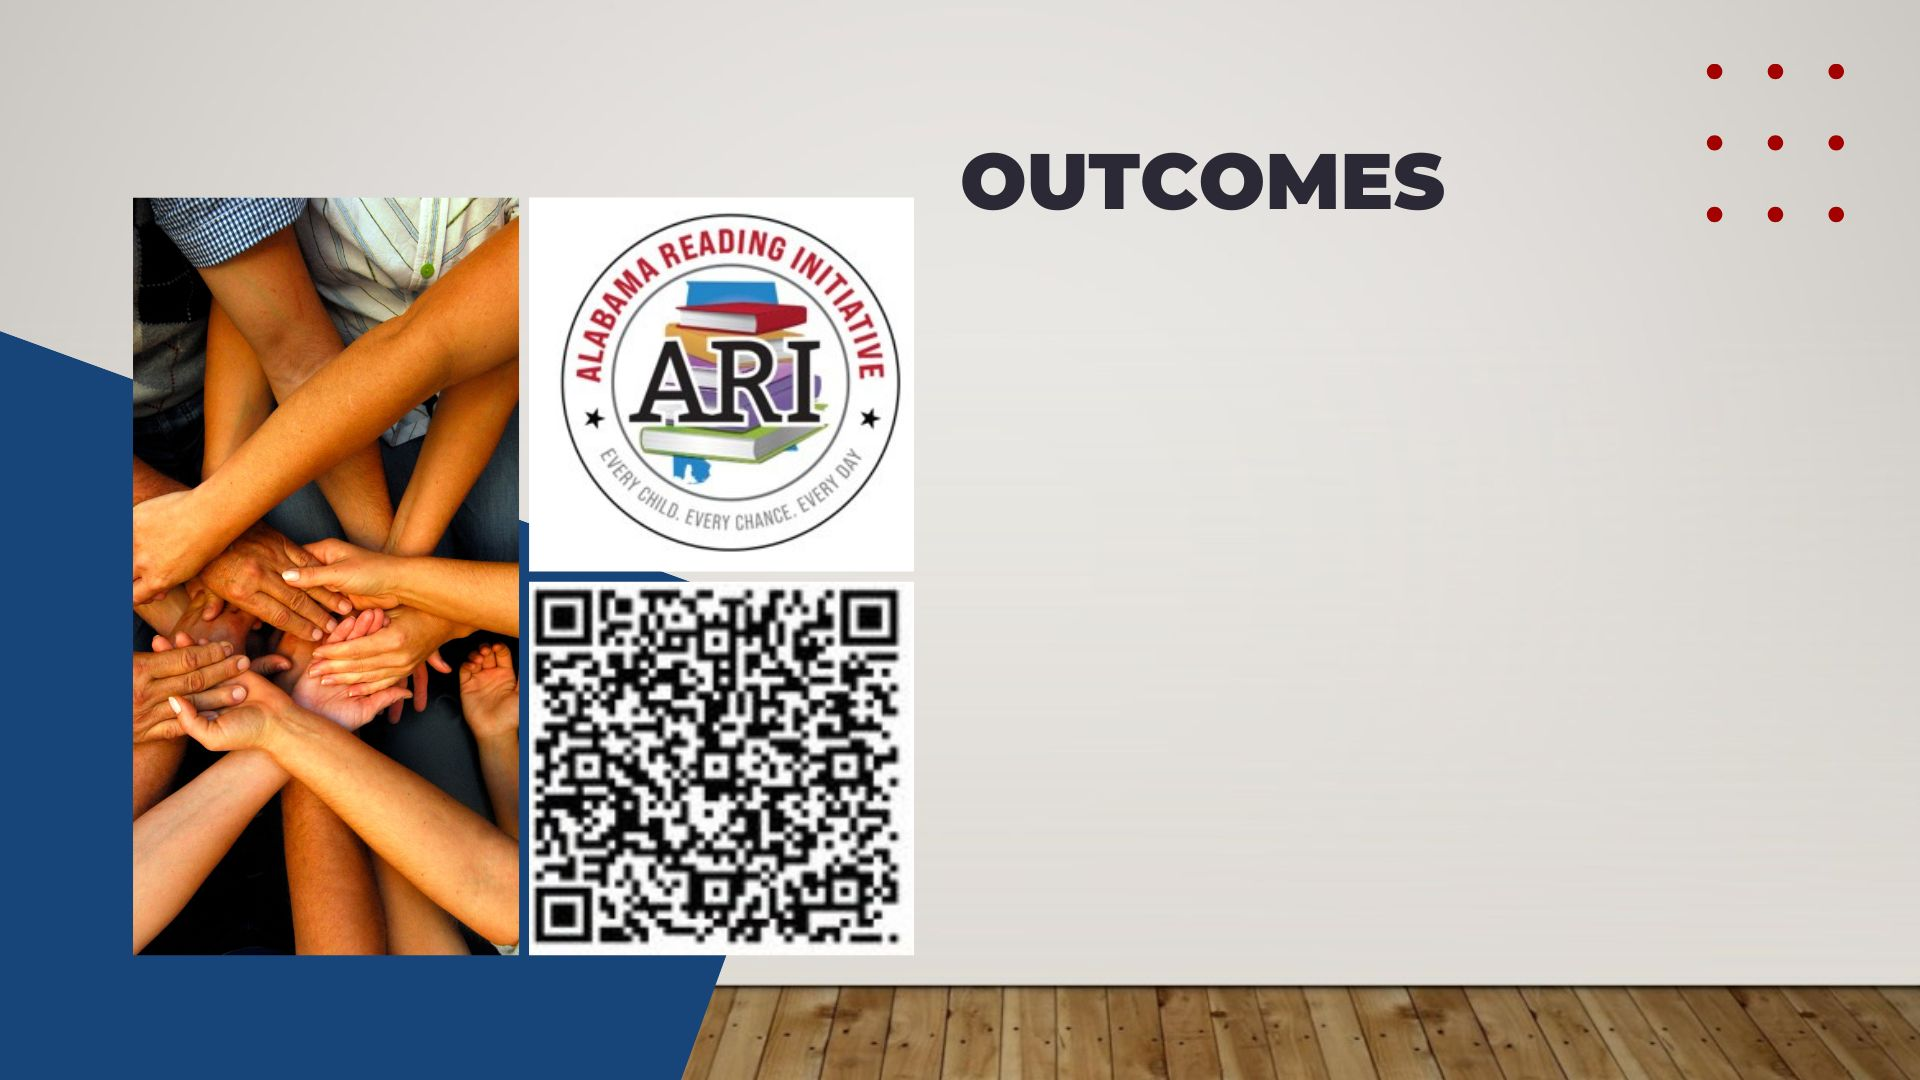 OUTCOMES
ALABAMA READING INITIATIVE
ARI
EVERY CHILD. EVERY CHANCE. EVERY DAY